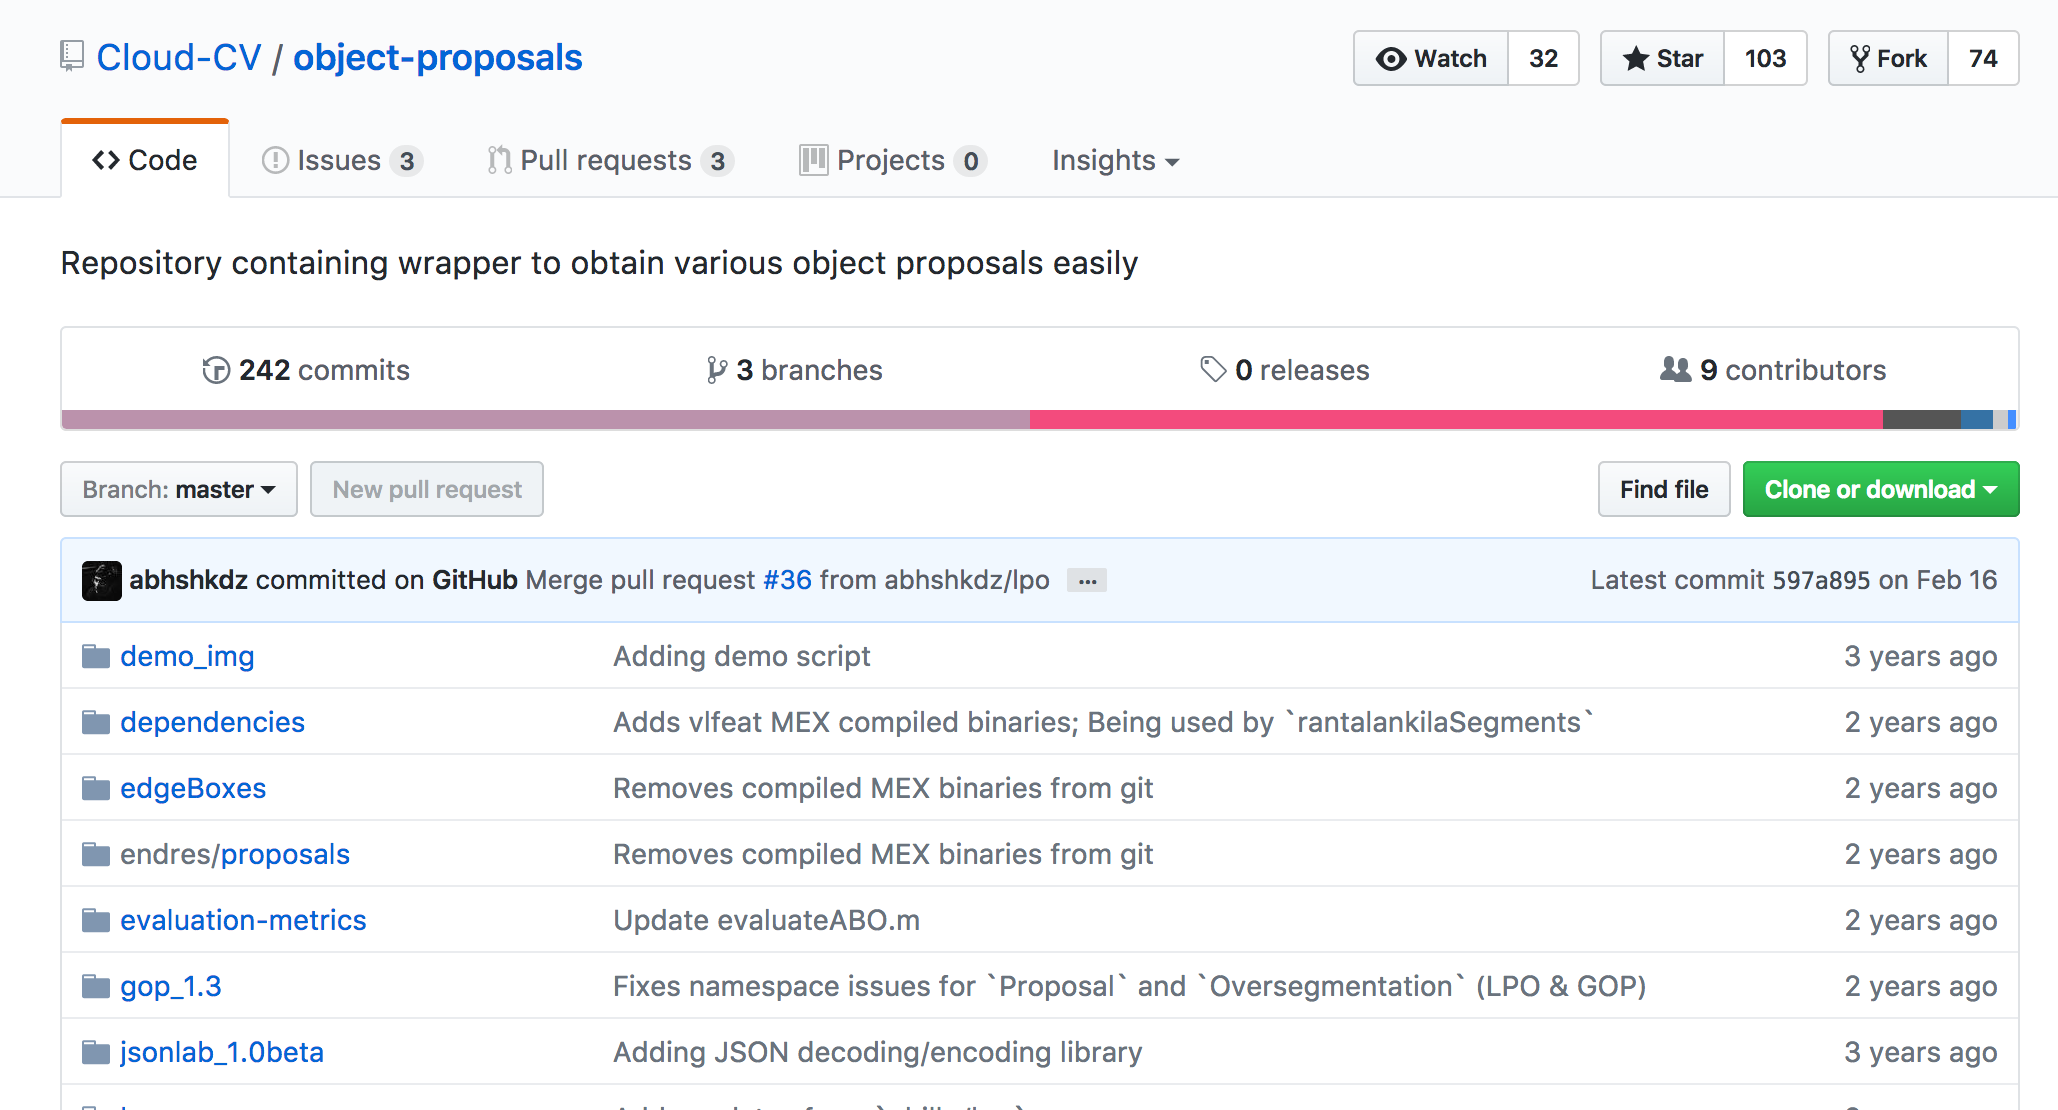 Cloud-CV / object-proposals
Watch 32 Star 103 Fork 74
Code Issues 3 Pull requests 3 Projects 0 Insights
Repository containing wrapper to obtain various object proposals easily
242 commits 3 branches 0 releases 9 contributors
Branch: master New pull request Find file Clone or download
abhshkdz committed on GitHub Merge pull request #36 from abhshkdz/lpo ... Latest commit 597a895 on Feb 16
demo_img Adding demo script 3 years ago
dependencies Adds vlfeat MEX compiled binaries; Being used by `rantalankilaSegments` 2 years ago
edgeBoxes Removes compiled MEX binaries from git 2 years ago
endres/proposals Removes compiled MEX binaries from git 2 years ago
evaluation-metrics Update evaluateABO.m 2 years ago
gop_1.3 Fixes namespace issues for `Proposal` and `Oversegmentation` (LPO & GOP) 2 years ago
jsonlab_1.0beta Adding JSON decoding/encoding library 3 years ago